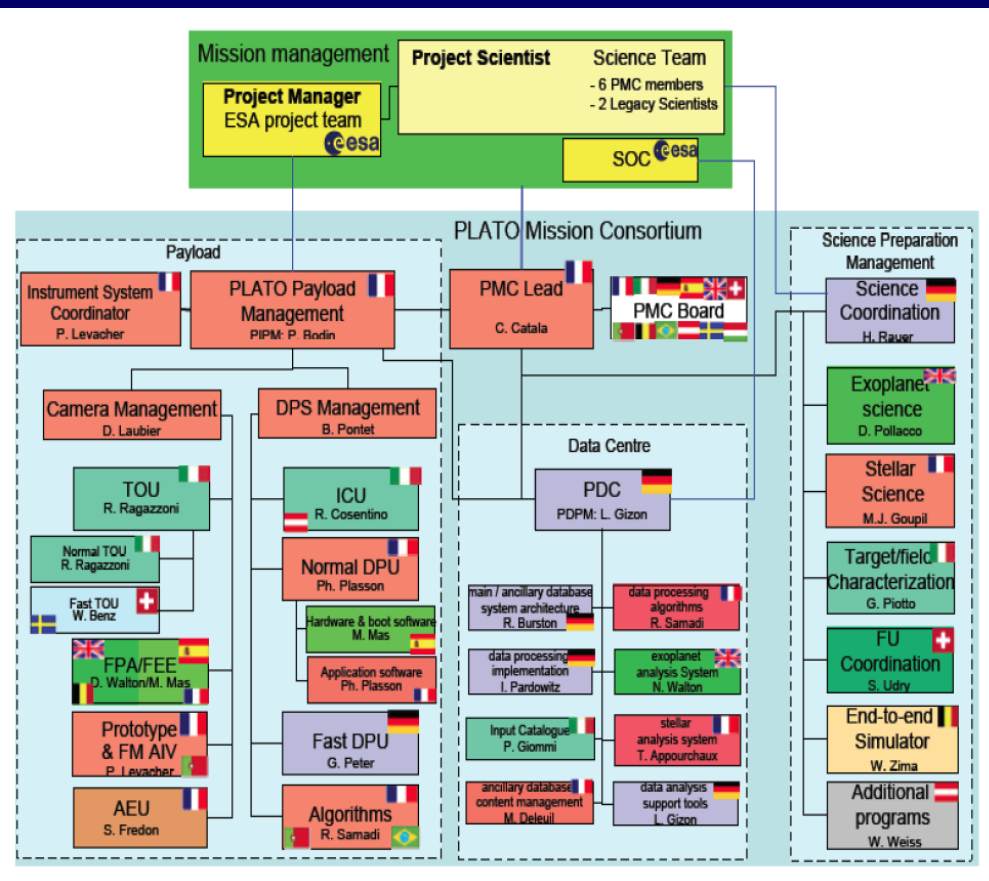 Mission management
Project Manager
ESA project team
esa
Project Scientist
Science Team
- 6 PMC members
- 2 Legacy Scientists
SOC
esa
PLATO Mission Consortium
Payload
Instrument System
Coordinator
P. Levacher
PLATO Payload
Management
PIPM: P. Bodin
PMC Lead
C. Catala
PMC Board
Camera Management
D. Laubier
DPS Management
B. Pontet
TOU
R. Ragazzoni
Normal TOU
R. Ragazzoni
Fast TOU
W. Benz
FPA/FEE
D. Walton/M. Mas
Prototype
& FM AIV
P. Levacher
AEU
S. Fredon
ICU
R. Cosentino
Normal DPU
Ph. Plasson
Hardware & boot software
M. Mas
Application software
Ph. Plasson
Fast DPU
G. Peter
Algorithms
R. Samadi
Data Centre
PDC
PDPM: L. Gizon
main / ancillary database
system architecture
R. Burston
data processing
algorithms
R. Samadi
data processing
implementation
I. Pardowitz
exoplanet
analysis System
N. Walton
Input Catalogue
P. Giommi
stellar
analysis system
T. Appourchaux
ancillary database
content management
M. Deleuil
data analysis
support tools
L. Gizon
Science Preparation
Management
Science
Coordination
H. Rauer
Exoplanet
science
D. Pollacco
Stellar
Science
M.J. Goupil
Target/field
Characterization
G. Piotto
FU
Coordination
S. Udry
End-to-end
Simulator
W. Zima
Additional
programs
W. Weiss